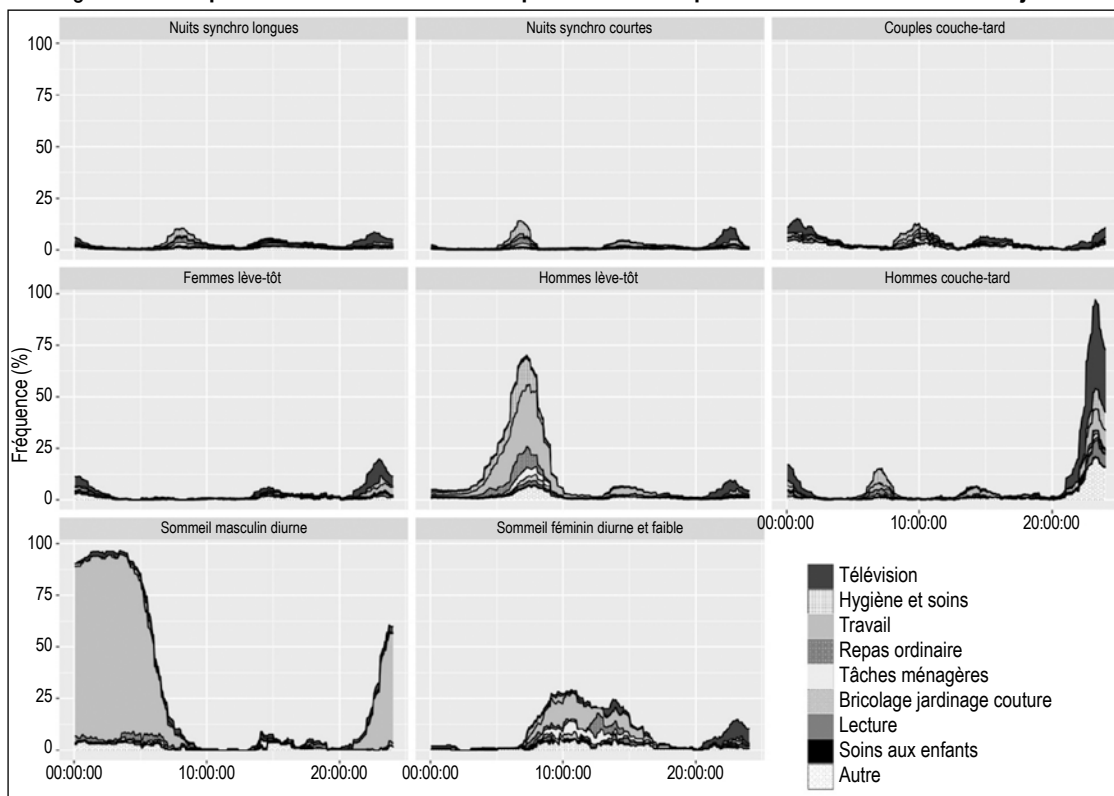 Nuits synchro longues
Nuits synchro courtes
Couples couche-tard
100
75
50
25
0
Femmes lève-tôt
Hommes lève-tôt
Hommes couche-tard
100
75
50
25
0
Fréquence (%)
00:00:00
10:00:00
20:00:00
Sommeil masculin diurne
Sommeil féminin diurne et faible
100
75
50
25
0
00:00:00
10:00:00
20:00:00
00:00:00
10:00:00
20:00:00
Télévision
Hygiène et soins
Travail
Repas ordinaire
Tâches ménagères
Bricolage jardinage couture
Lecture
Soins aux enfants
Autre